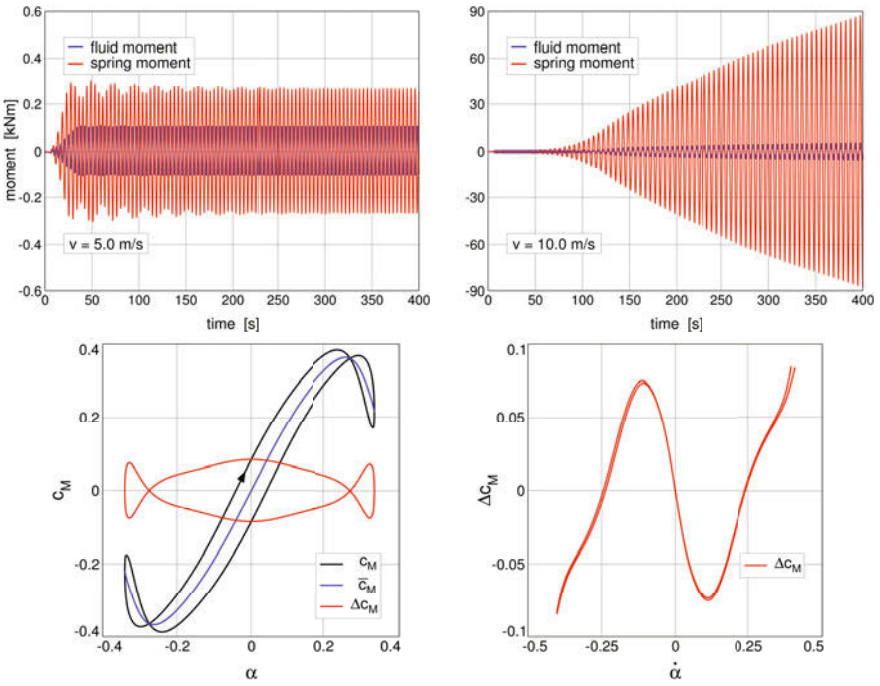 0.6
0.4
0.2
0
-0.2
-0.4
-0.6
moment [kNm]
fluid moment
spring moment
v = 5.0 m/s
0 50 100 150 200 250 300 350 400
time [s]
90
60
30
0
-30
-60
-90
fluid moment
spring moment
v = 10.0 m/s
0 50 100 150 200 250 300 350 400
time [s]
0.4
0.2
0
-0.2
-0.4
c_M
c_M
c̅_M
Δc_M
-0.4 -0.2 0 0.2 0.4
α
0.1
0.05
0
-0.05
-0.1
Δc_M
Δc_M
-0.5 -0.25 0 0.25 0.5
α̇